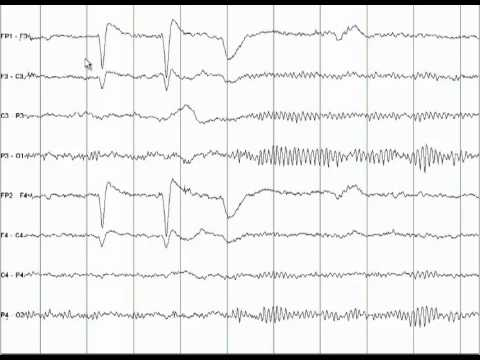 FP1 - F3
F3 - C3
C3 - P3
P3 - O1
FP2 - F4
F4 - C4
C4 - P4
P4 - O2